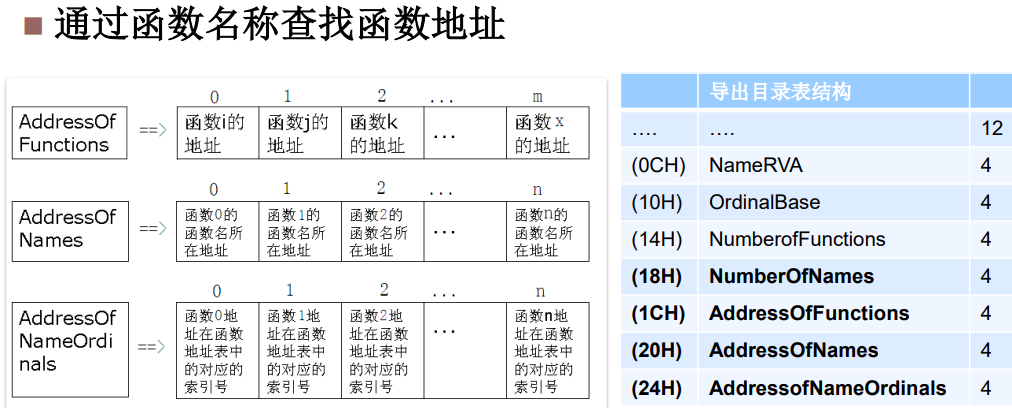 ■ 通过函数名称查找函数地址
0 1 2 ... m
AddressOf
Functions
==>
函数i的
地址
函数j的
地址
函数k
的地址
...
函数x
的地址
0 1 2 ... n
AddressOf
Names
==>
函数0的
函数名所
在地址
函数1的
函数名所
在地址
函数2的
函数名所
在地址
...
函数n的
函数名所
在地址
0 1 2 ... n
AddressOf
NameOrdi
nals
==>
函数0地
址在函数
地址表中
的对应的
索引号
函数1地
址在函数
地址表中
的对应的
索引号
函数2地
址在函数
地址表中
的对应的
索引号
...
函数n地
址在函数
地址表中
的对应的
索引号
导出目录表结构
.... .... 12
(0CH) NameRVA 4
(10H) OrdinalBase 4
(14H) NumberofFunctions 4
(18H) NumberOfNames 4
(1CH) AddressOfFunctions 4
(20H) AddressOfNames 4
(24H) AddressofNameOrdinals 4